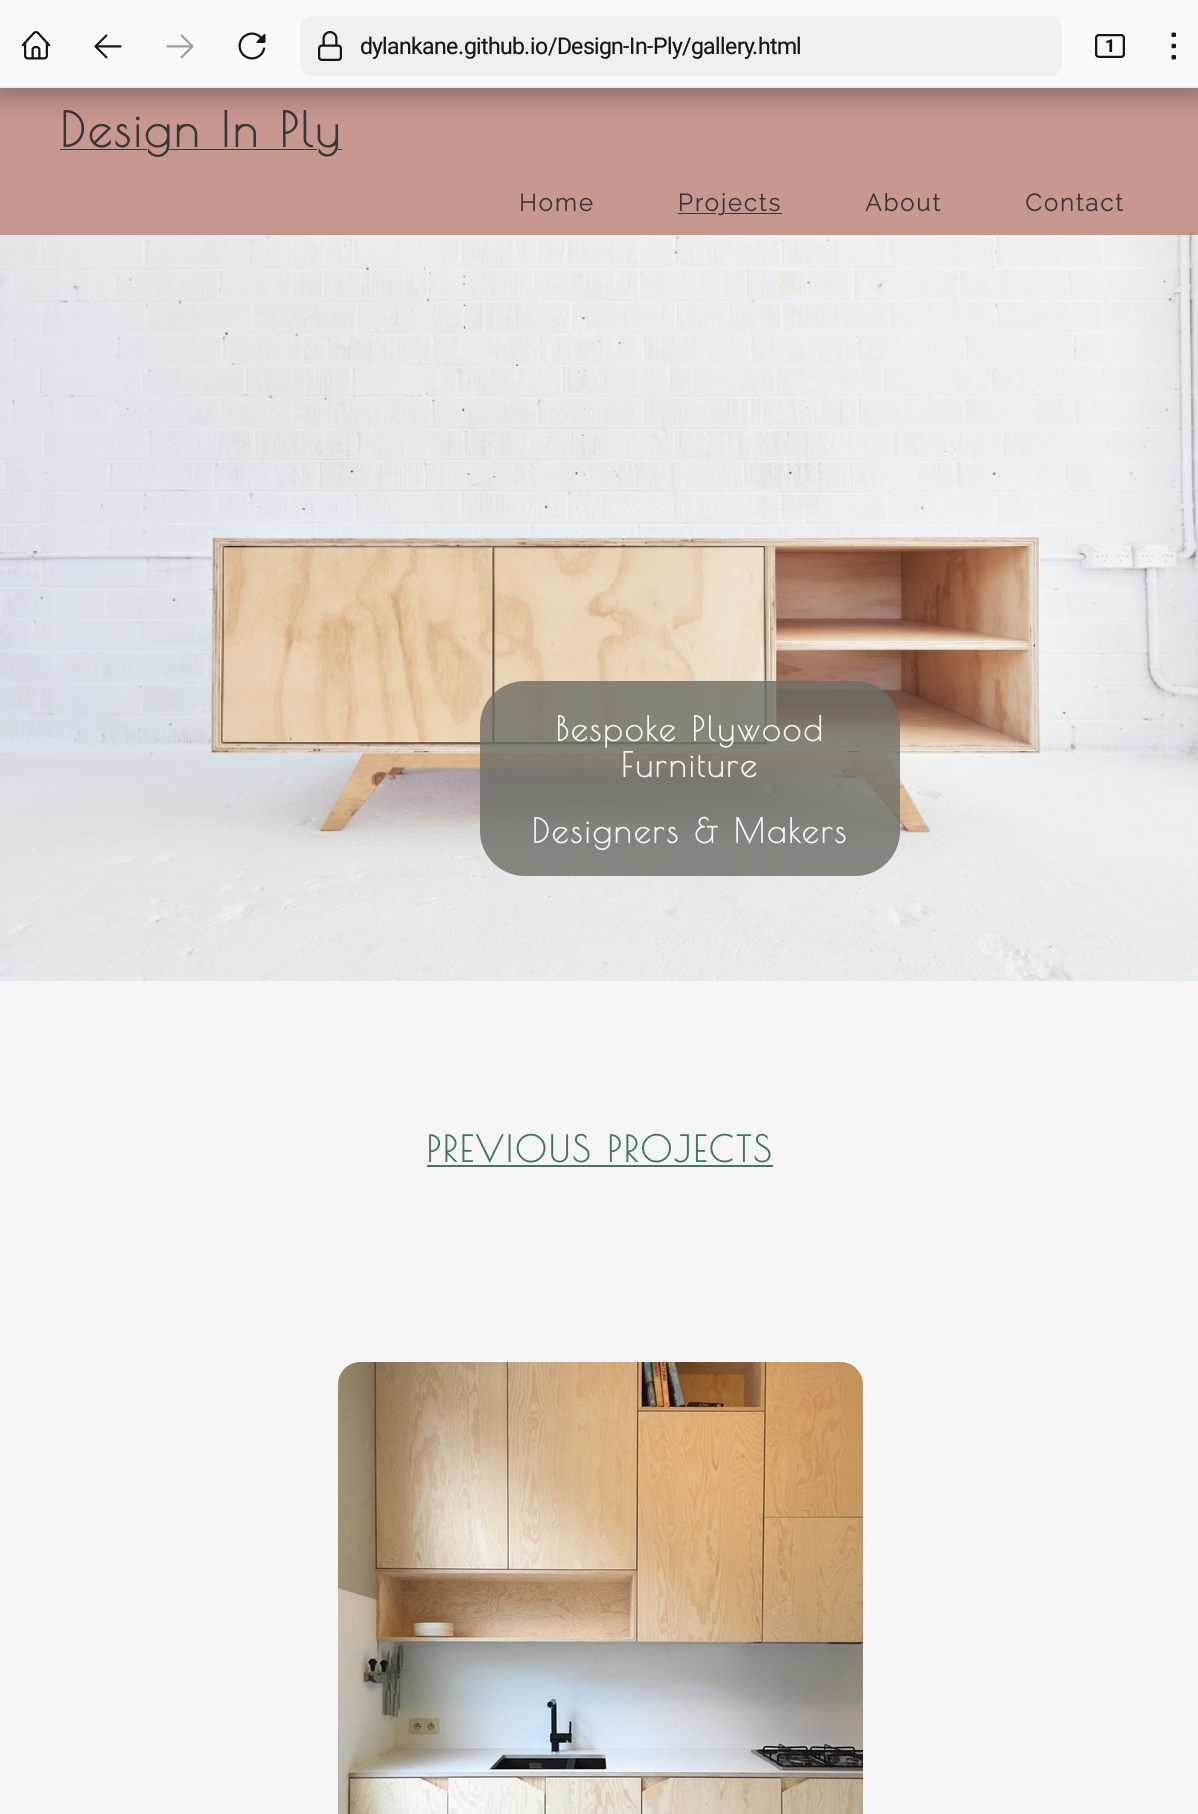 dylankane.github.io/Design-In-Ply/gallery.html
1
Design In Ply
Home Projects About Contact
Bespoke Plywood
Furniture
Designers & Makers
PREVIOUS PROJECTS